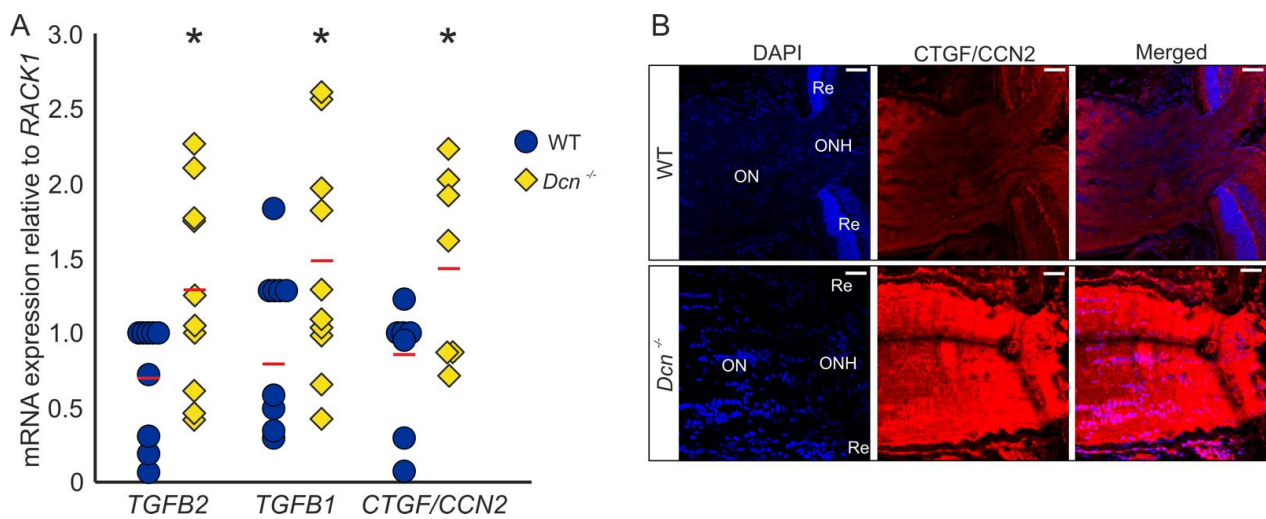 A
mRNA expression relative to RACK1
3.0
2.5
2.0
1.5
1.0
0.5
0
*
*
*
TGFB2
TGFB1
CTGF/CCN2
WT
Dcn -/-
B
DAPI
CTGF/CCN2
Merged
WT
Re
ONH
ON
Re
Dcn -/-
Re
ON
ONH
Re